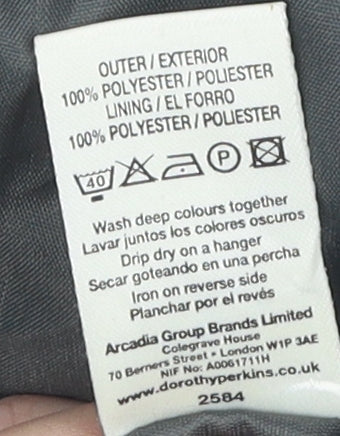 OUTER / EXTERIOR
100% POLYESTER / POLIESTER
LINING / EL FORRO
100% POLYESTER / POLIESTER
40 P
Wash deep colours together
Lavar juntos los colores oscuros
Drip dry on a hanger
Secar goteando en una percha
Iron on reverse side
Planchar por el revés
Arcadia Group Brands Limited
Colegrave House
70 Berners Street • London W1P 3AE
NIF No: A0061711H
www.dorothyperkins.co.uk
2584